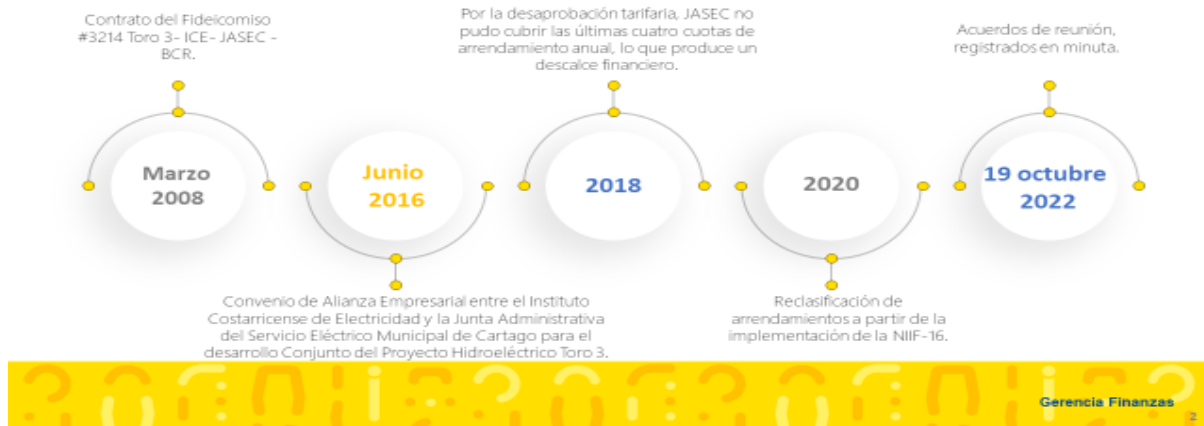 Contrato del Fideicomiso
#3214 Toro 3- ICE- JASEC -
BCR.
Por la desaprobación tarifaria, JASEC no
pudo cubrir las últimas cuatro cuotas de
arrendamiento anual, lo que produce un
descalce financiero.
Acuerdos de reunión,
registrados en minuta.
Marzo
2008
Junio
2016
2018
2020
19 octubre
2022
Convenio de Alianza Empresarial entre el Instituto
Costarricense de Electricidad y la Junta Administrativa
del Servicio Eléctrico Municipal de Cartago para el
desarrollo Conjunto del Proyecto Hidroeléctrico Toro 3.
Reclasificación de
arrendamientos a partir de la
implementación de la NIIF-16.
Gerencia Finanzas
2